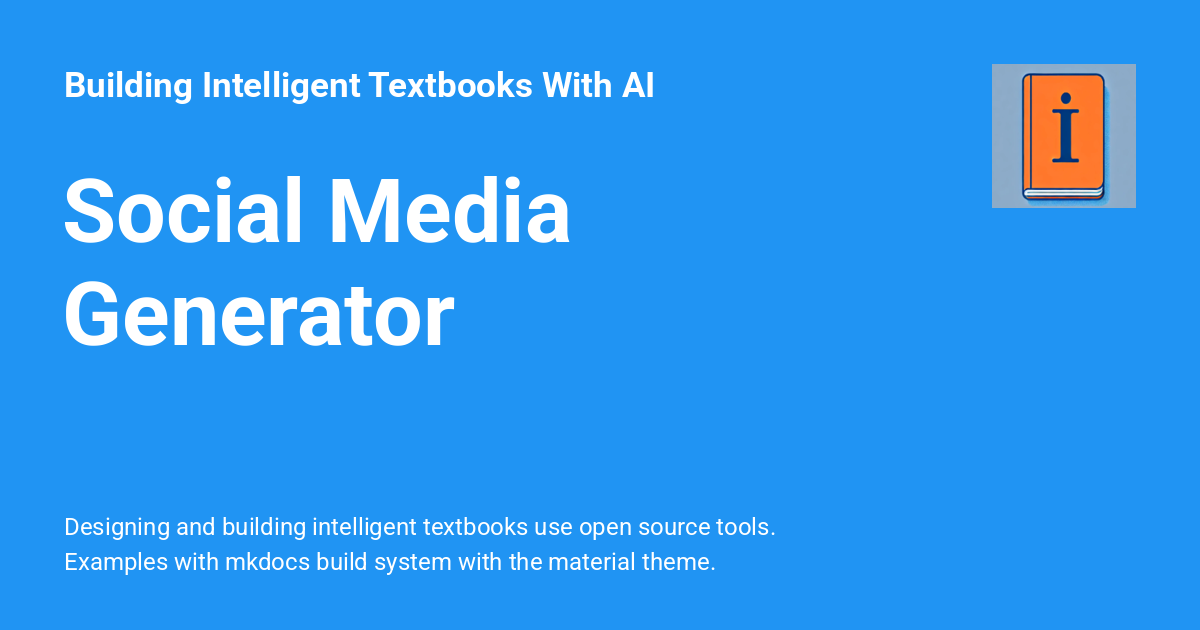 Building Intelligent Textbooks With AI
i
Social Media
Generator
Designing and building intelligent textbooks use open source tools.
Examples with mkdocs build system with the material theme.